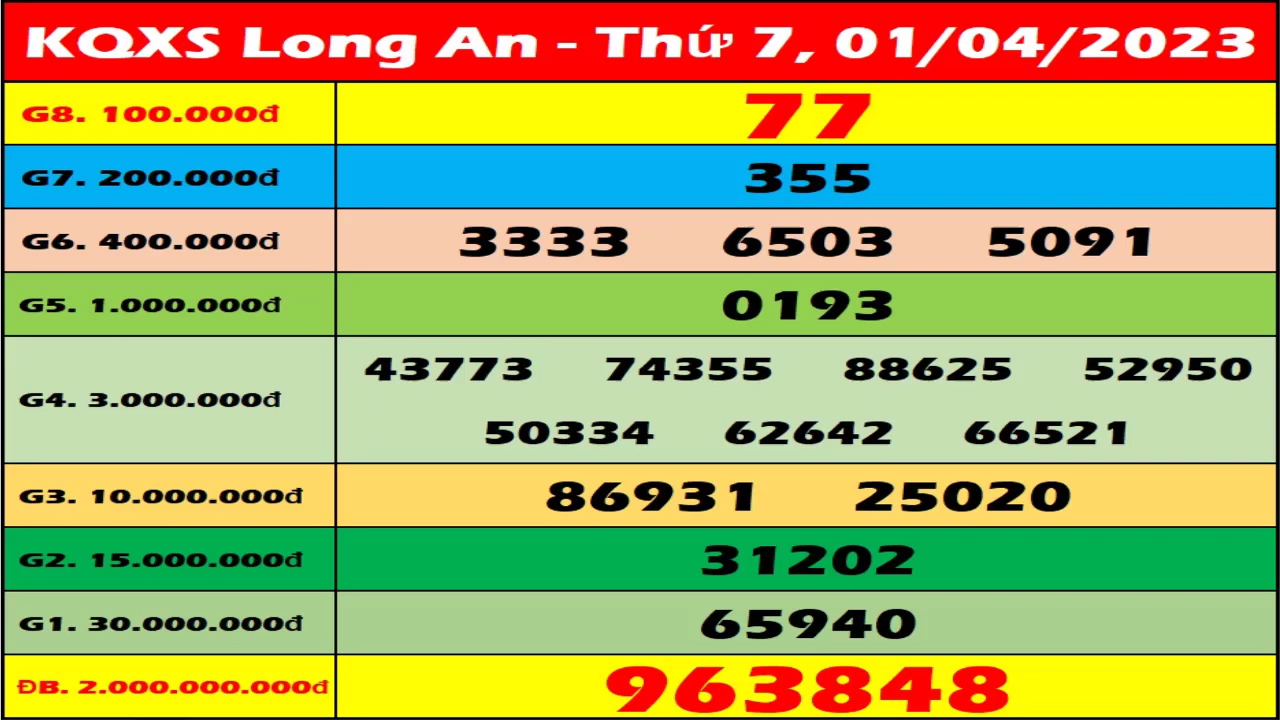 KQXS Long An - Thứ 7, 01/04/2023
G8. 100.000đ 77
G7. 200.000đ 355
G6. 400.000đ 3333 6503 5091
G5. 1.000.000đ 0193
G4. 3.000.000đ 43773 74355 88625 52950
50334 62642 66521
G3. 10.000.000đ 86931 25020
G2. 15.000.000đ 31202
G1. 30.000.000đ 65940
ĐB. 2.000.000.000đ 963848